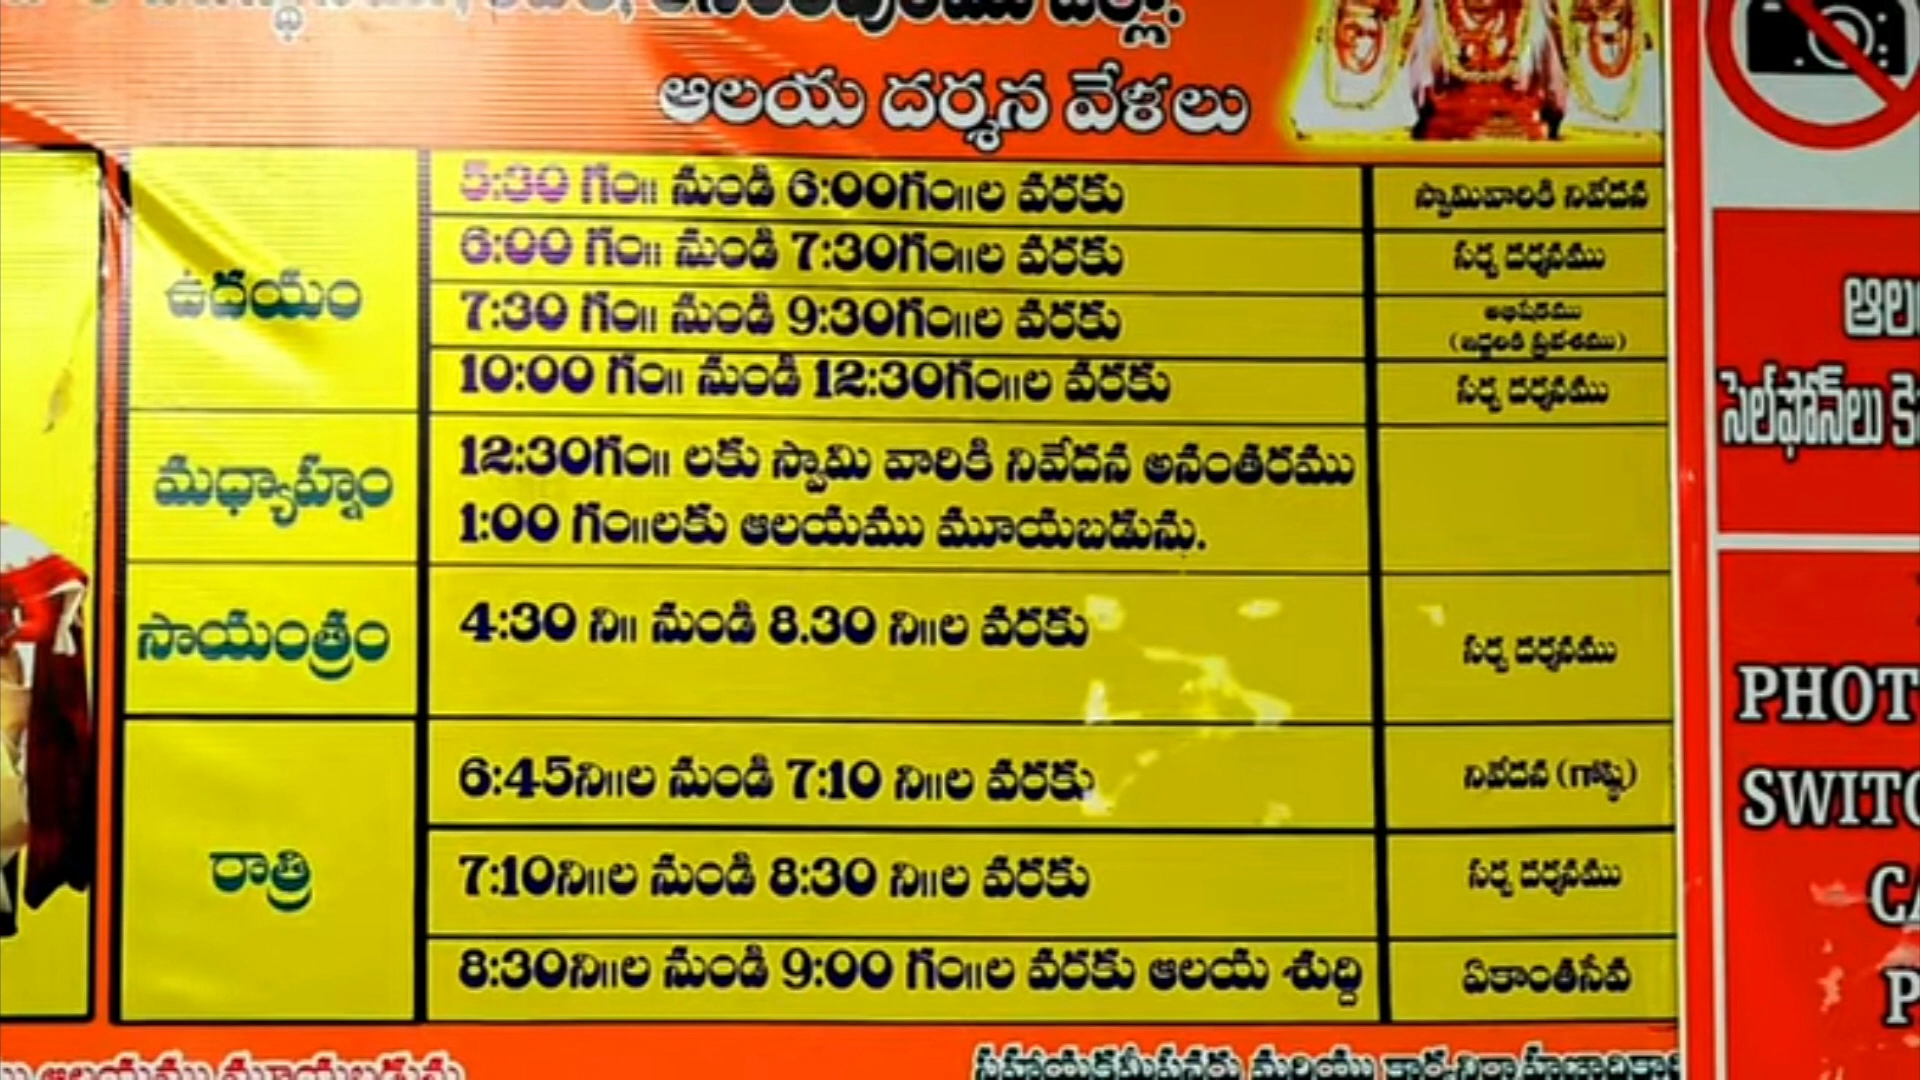 ఆలయ దర్శన వేళలు
ఉదయం
5:30 గం॥ నుండి 6:00గం॥ల వరకు స్వామివారికి నివేదన
6:00 గం॥ నుండి 7:30గం॥ల వరకు సర్వ దర్శనము
7:30 గం॥ నుండి 9:30గం॥ల వరకు అభిషేకము
10:00 గం॥ నుండి 12:30గం॥ల వరకు సర్వ దర్శనము
మధ్యాహ్నం
12:30గం॥ లకు స్వామి వారికి నివేదన అనంతరము
1:00 గం॥లకు ఆలయము మూయబడును.
సాయంత్రం
4:30 ని॥ నుండి 8.30 ని॥ల వరకు సర్వ దర్శనము
రాత్రి
6:45ని॥ల నుండి 7:10 ని॥ల వరకు నివేదన (గోష్ఠి)
7:10ని॥ల నుండి 8:30 ని॥ల వరకు సర్వ దర్శనము
8:30ని॥ల నుండి 9:00 గం॥ల వరకు ఆలయ శుద్ధి ఏకాంతసేవ
ఆలయము మూయబడును
సెల్‌ఫోన్‌లు
PHOT
SWITC
CA
P